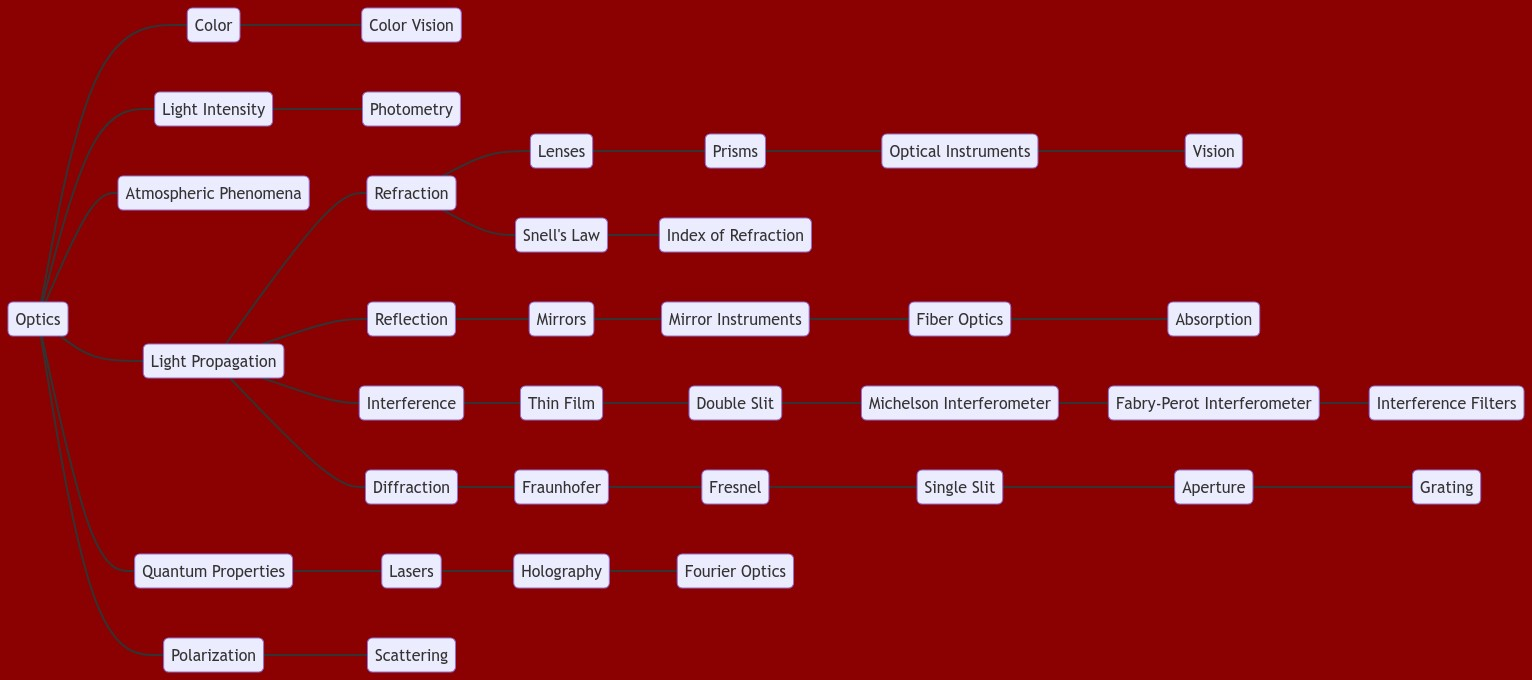 Color
Color Vision
Light Intensity
Photometry
Lenses
Prisms
Optical Instruments
Vision
Atmospheric Phenomena
Refraction
Snell's Law
Index of Refraction
Optics
Reflection
Mirrors
Mirror Instruments
Fiber Optics
Absorption
Light Propagation
Interference
Thin Film
Double Slit
Michelson Interferometer
Fabry-Perot Interferometer
Interference Filters
Diffraction
Fraunhofer
Fresnel
Single Slit
Aperture
Grating
Quantum Properties
Lasers
Holography
Fourier Optics
Polarization
Scattering